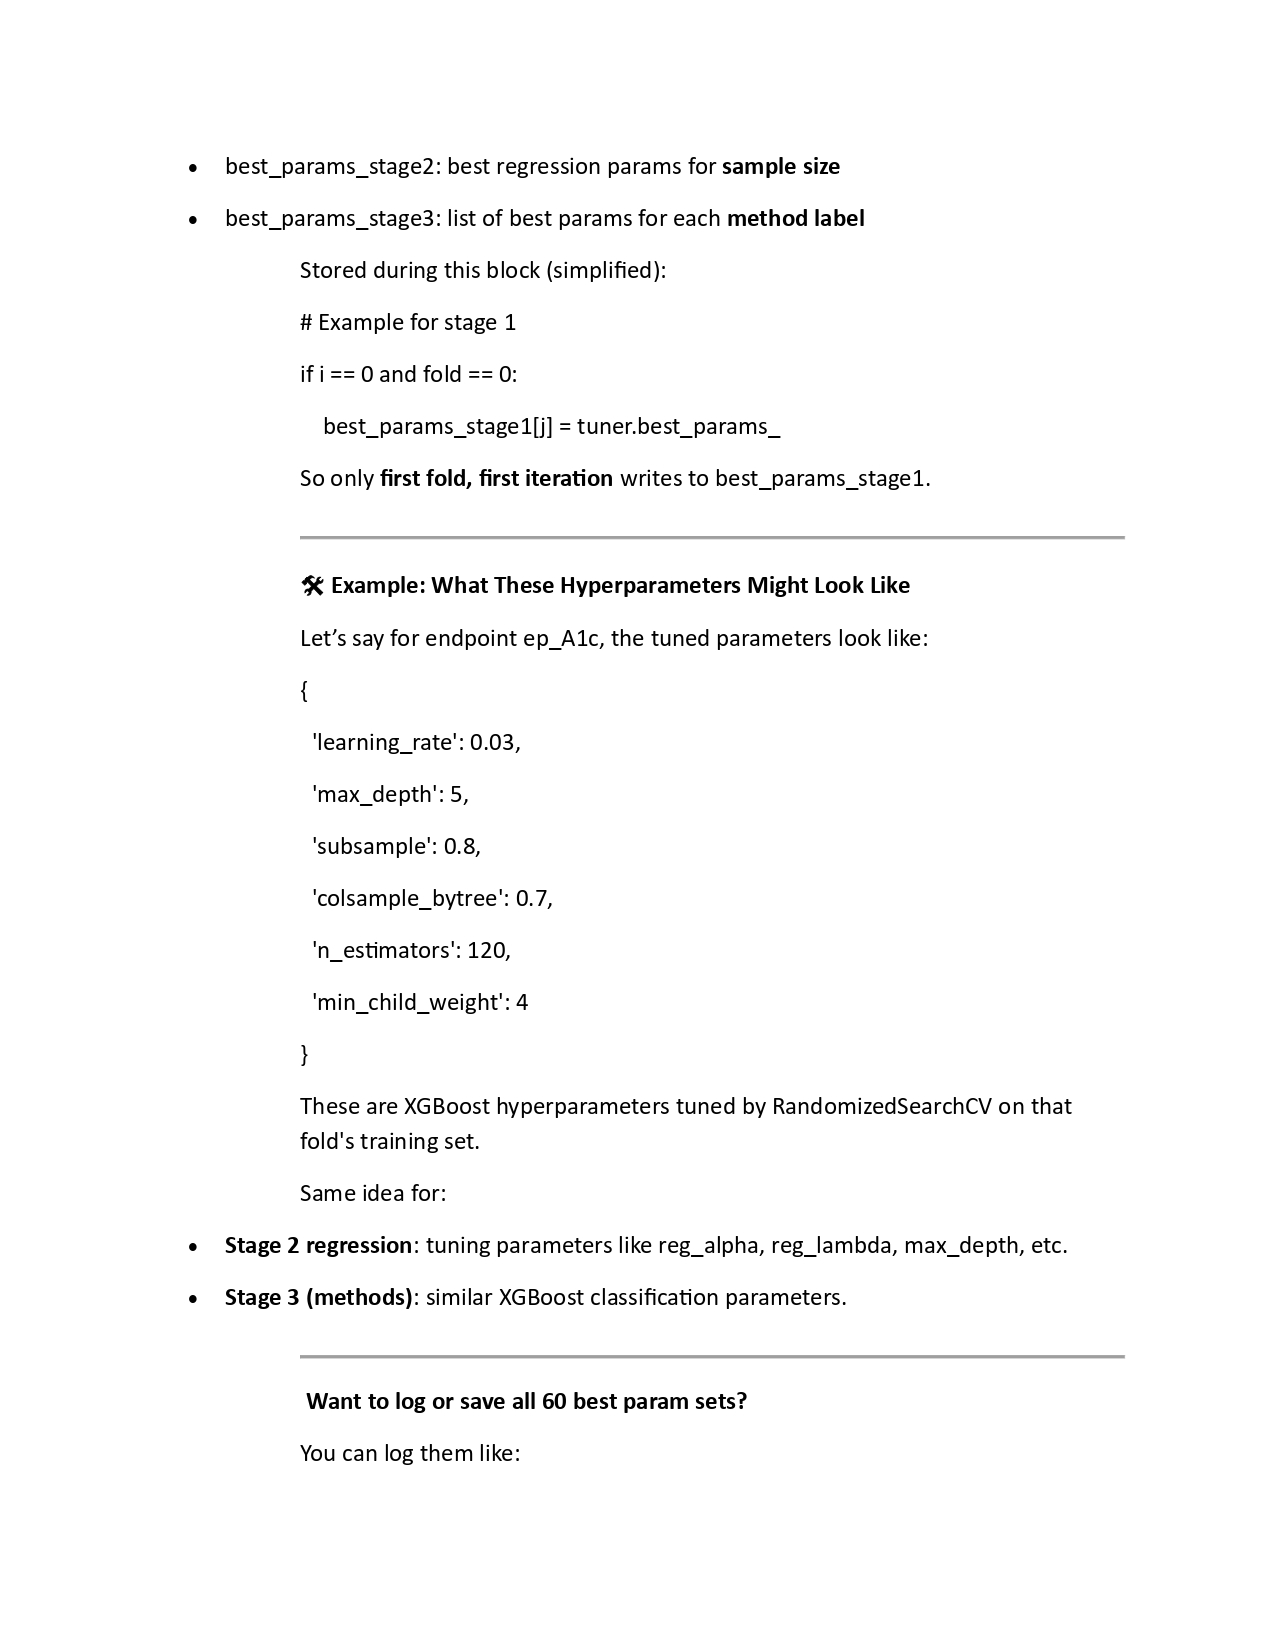 • best_params_stage2: best regression params for sample size
• best_params_stage3: list of best params for each method label
Stored during this block (simplified):
# Example for stage 1
if i == 0 and fold == 0:
best_params_stage1[j] = tuner.best_params_
So only first fold, first iteration writes to best_params_stage1.
🛠 Example: What These Hyperparameters Might Look Like
Let’s say for endpoint ep_A1c, the tuned parameters look like:
{
'learning_rate': 0.03,
'max_depth': 5,
'subsample': 0.8,
'colsample_bytree': 0.7,
'n_estimators': 120,
'min_child_weight': 4
}
These are XGBoost hyperparameters tuned by RandomizedSearchCV on that
fold's training set.
Same idea for:
• Stage 2 regression: tuning parameters like reg_alpha, reg_lambda, max_depth, etc.
• Stage 3 (methods): similar XGBoost classification parameters.
Want to log or save all 60 best param sets?
You can log them like: